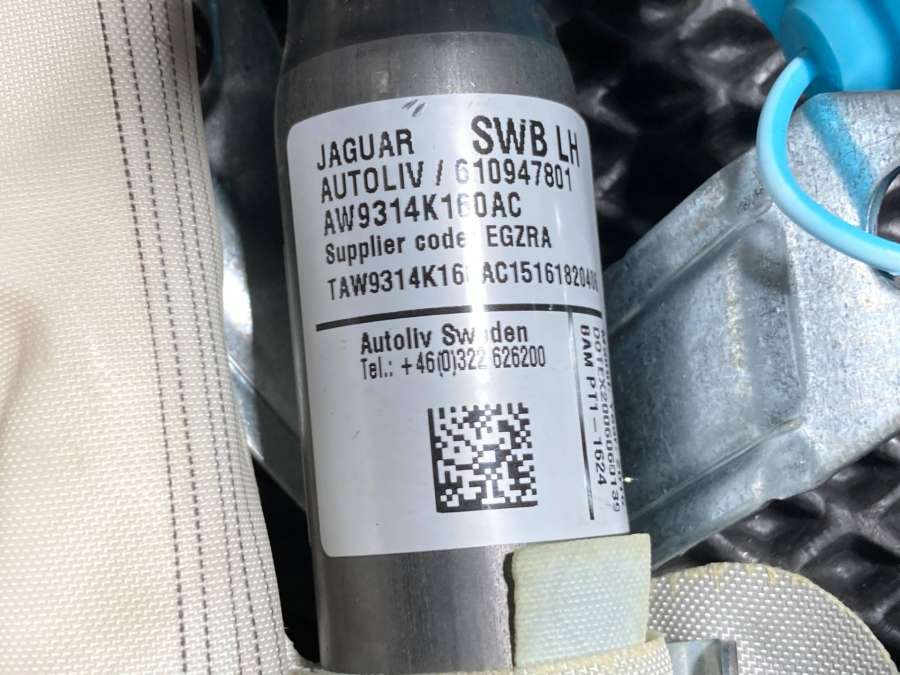 JAGUAR SWB LH
AUTOLIV / 610947801
AW9314K160AC
Supplier code EGZRA
Autoliv Sweden
Tel.: +46(0)322 626200
BAM PT1-1624